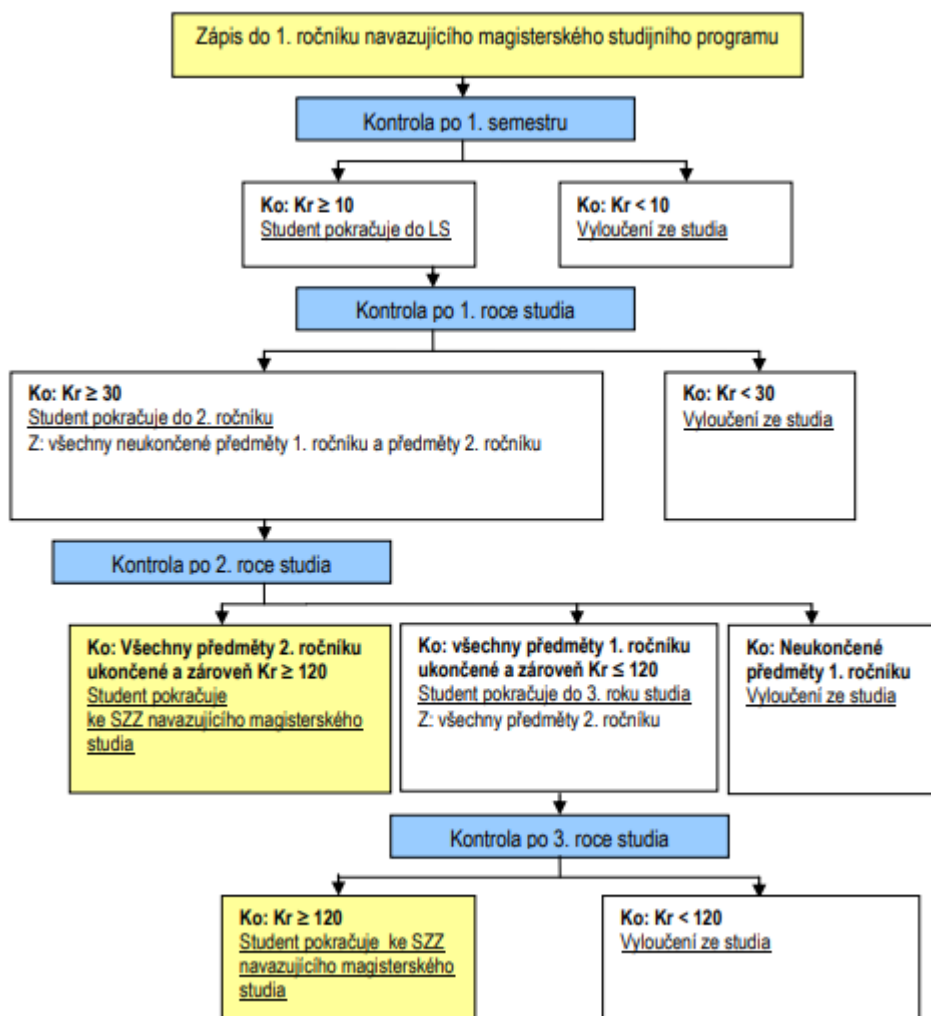 Zápis do 1. ročníku navazujícího magisterského studijního programu
Kontrola po 1. semestru
Ko: Kr ≥ 10
Student pokračuje do LS
Ko: Kr < 10
Vyloučení ze studia
Kontrola po 1. roce studia
Ko: Kr ≥ 30
Student pokračuje do 2. ročníku
Z: všechny neukončené předměty 1. ročníku a předměty 2. ročníku
Ko: Kr < 30
Vyloučení ze studia
Kontrola po 2. roce studia
Ko: Všechny předměty 2. ročníku
ukončené a zároveň Kr ≥ 120
Student pokračuje
ke SZZ navazujícího magisterského
studia
Ko: všechny předměty 1. ročníku
ukončené a zároveň Kr ≤ 120
Student pokračuje do 3. roku studia
Z: všechny předměty 2. ročníku
Ko: Neukončené
předměty 1. ročníku
Vyloučení ze studia
Kontrola po 3. roce studia
Ko: Kr ≥ 120
Student pokračuje ke SZZ
navazujícího magisterského
studia
Ko: Kr < 120
Vyloučení ze studia